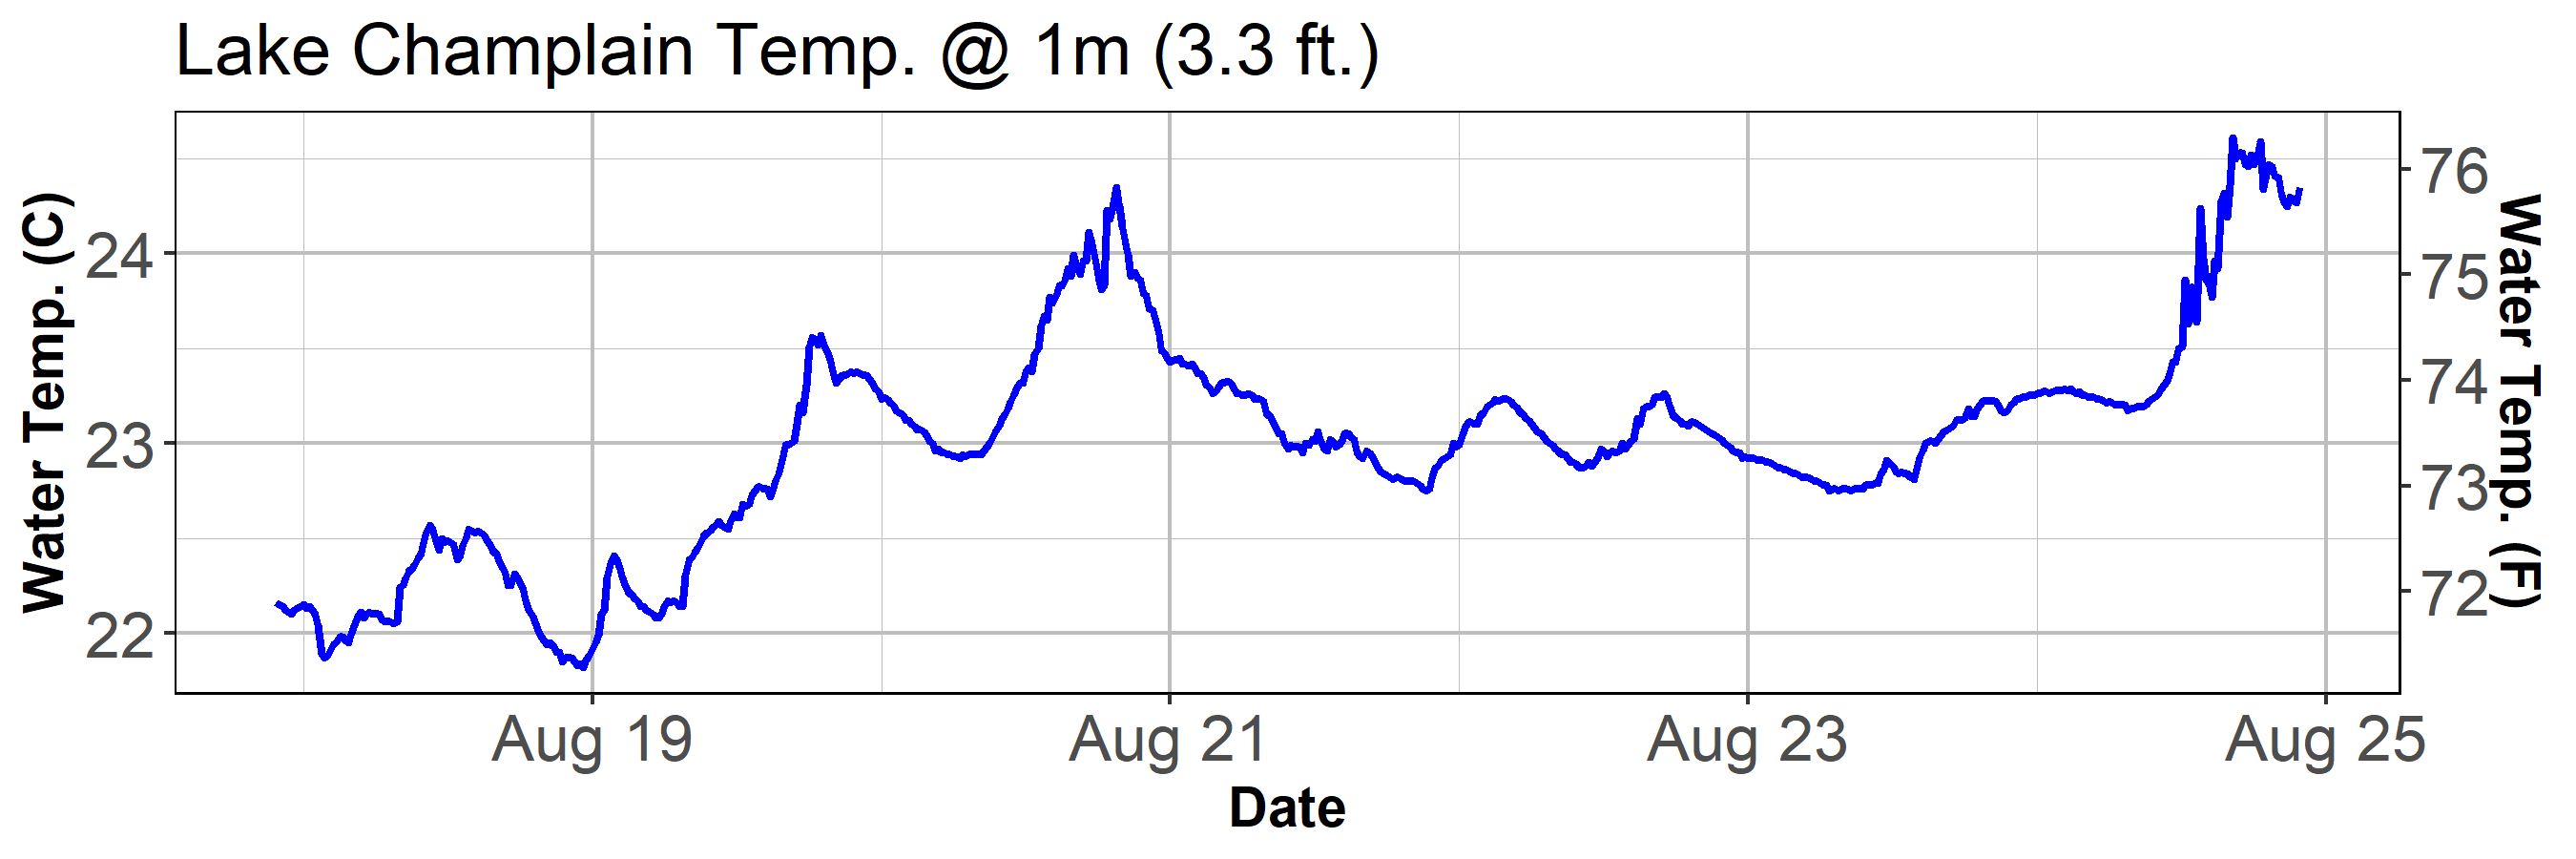 Lake Champlain Temp. @ 1m (3.3 ft.)
Water Temp. (C)
24
23
22
76
75
74
73
72
Water Temp. (F)
Aug 19
Aug 21
Aug 23
Aug 25
Date